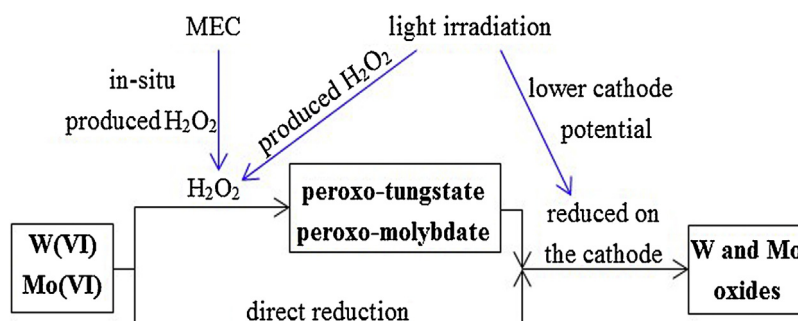 MEC
light irradiation
in-situ
produced H₂O₂
produced H₂O₂
lower cathode
potential
H₂O₂
peroxo-tungstate
peroxo-molybdate
reduced on
the cathode
W(VI)
Mo(VI)
W and Mo
oxides
direct reduction